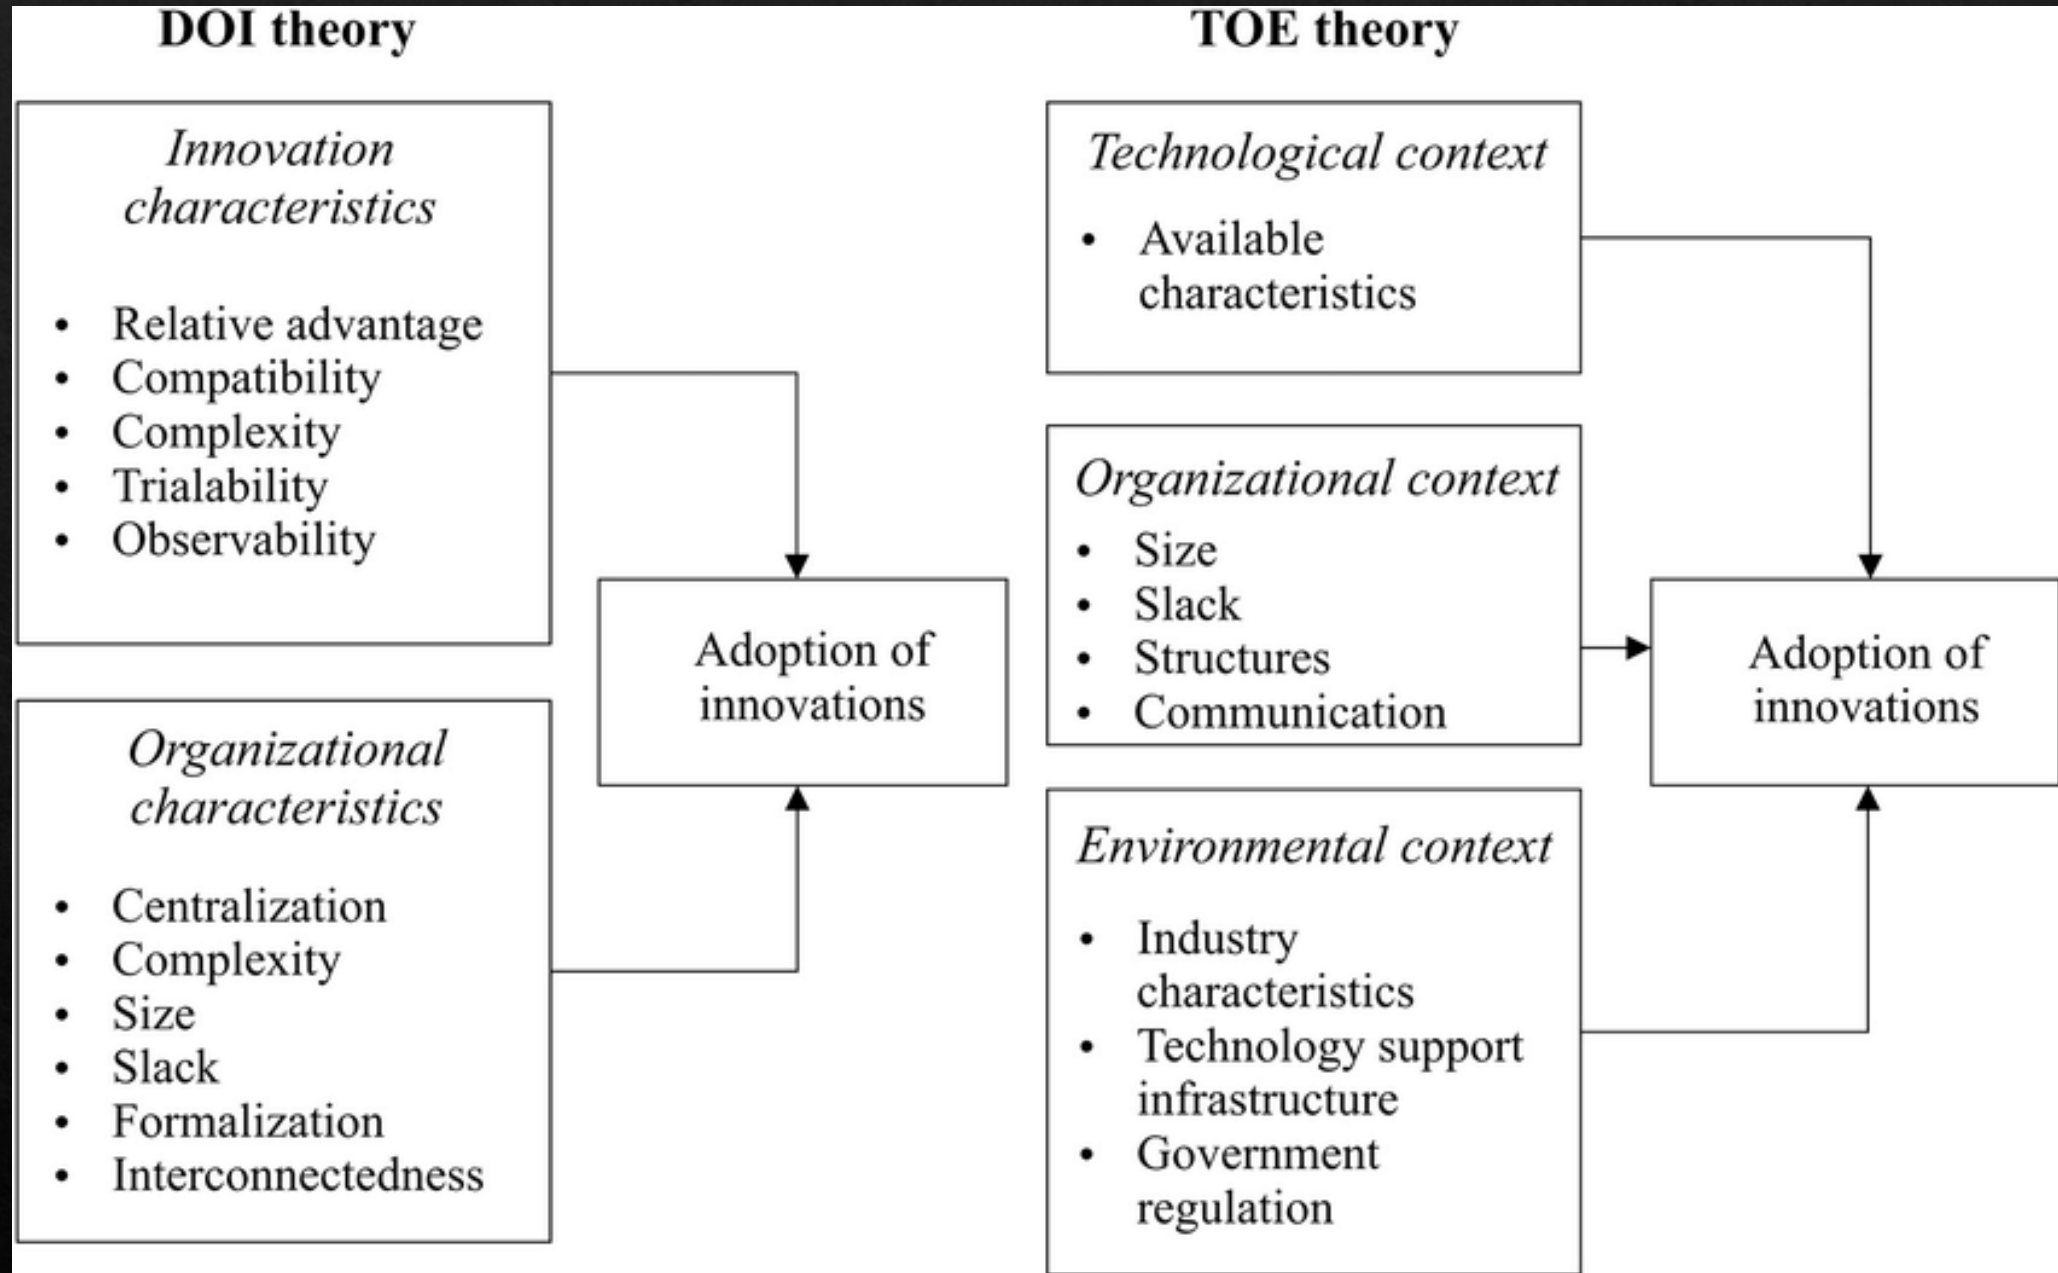 DOI theory
Innovation
characteristics
• Relative advantage
• Compatibility
• Complexity
• Trialability
• Observability
Organizational
characteristics
• Centralization
• Complexity
• Size
• Slack
• Formalization
• Interconnectedness
Adoption of
innovations
TOE theory
Technological context
• Available
characteristics
Organizational context
• Size
• Slack
• Structures
• Communication
Environmental context
• Industry
characteristics
• Technology support
infrastructure
• Government
regulation
Adoption of
innovations